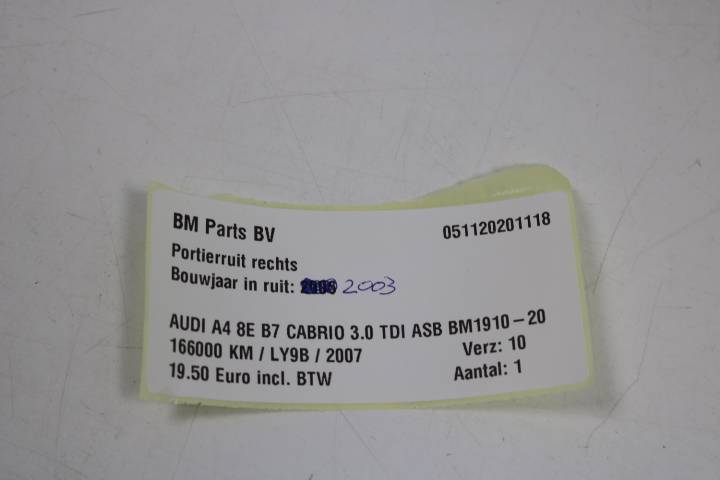 BM Parts BV
051120201118
Portierruit rechts
Bouwjaar in ruit: 2003
AUDI A4 8E B7 CABRIO 3.0 TDI ASB BM1910-20
166000 KM / LY9B / 2007
Verz: 10
19.50 Euro incl. BTW
Aantal: 1